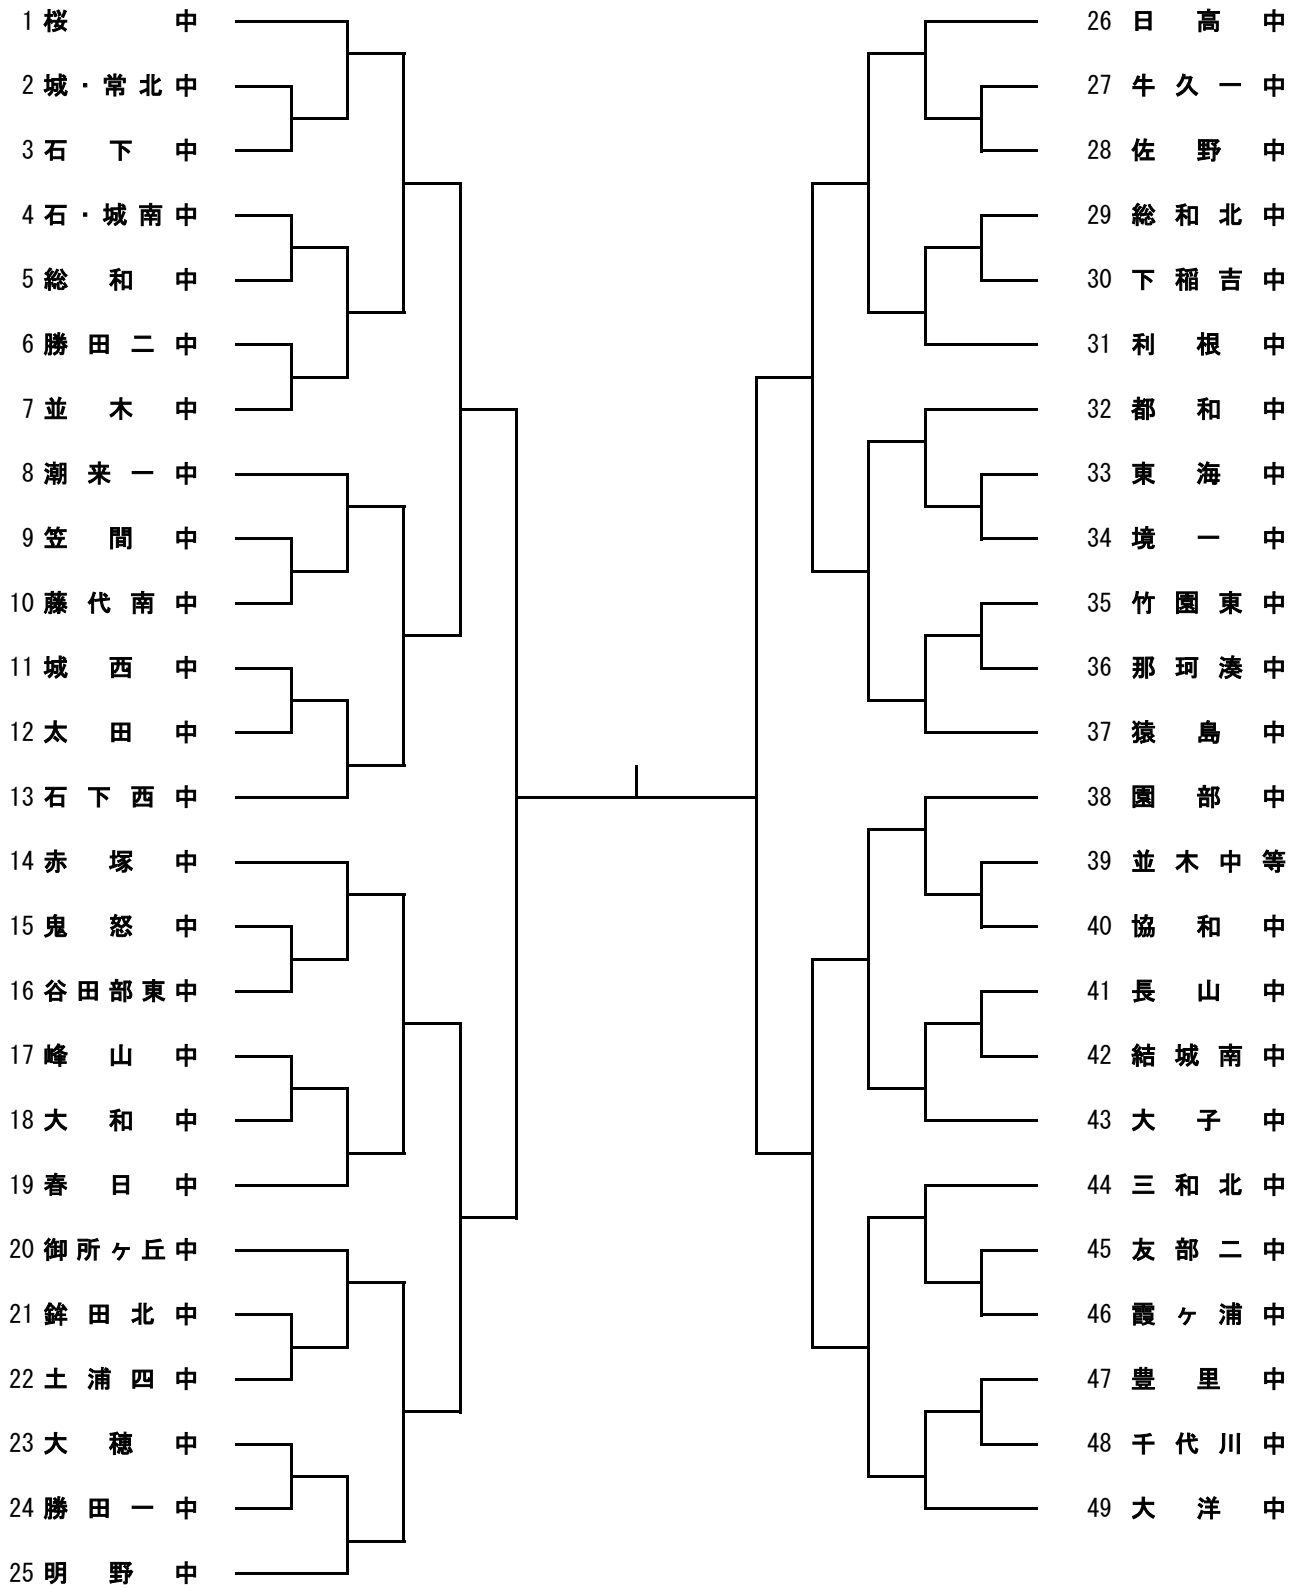 1 桜中
2 城・常北中
3 石下中
4 石・城南中
5 総和中
6 勝田二中
7 並木中
8 潮来一中
9 笠間中
10 藤代南中
11 城西中
12 太田中
13 石下西中
14 赤塚中
15 鬼怒中
16 谷田部東中
17 峰山中
18 大和中
19 春日中
20 御所ヶ丘中
21 鉾田北中
22 土浦四中
23 大穂中
24 勝田一中
25 明野中
26 日高中
27 牛久一中
28 佐野中
29 総和北中
30 下稲吉中
31 利根中
32 都和中
33 東海中
34 境一中
35 竹園東中
36 那珂湊中
37 猿島中
38 園部中
39 並木中等
40 協和中
41 長山中
42 結城南中
43 大子中
44 三和北中
45 友部二中
46 霞ヶ浦中
47 豊里中
48 千代川中
49 大洋中